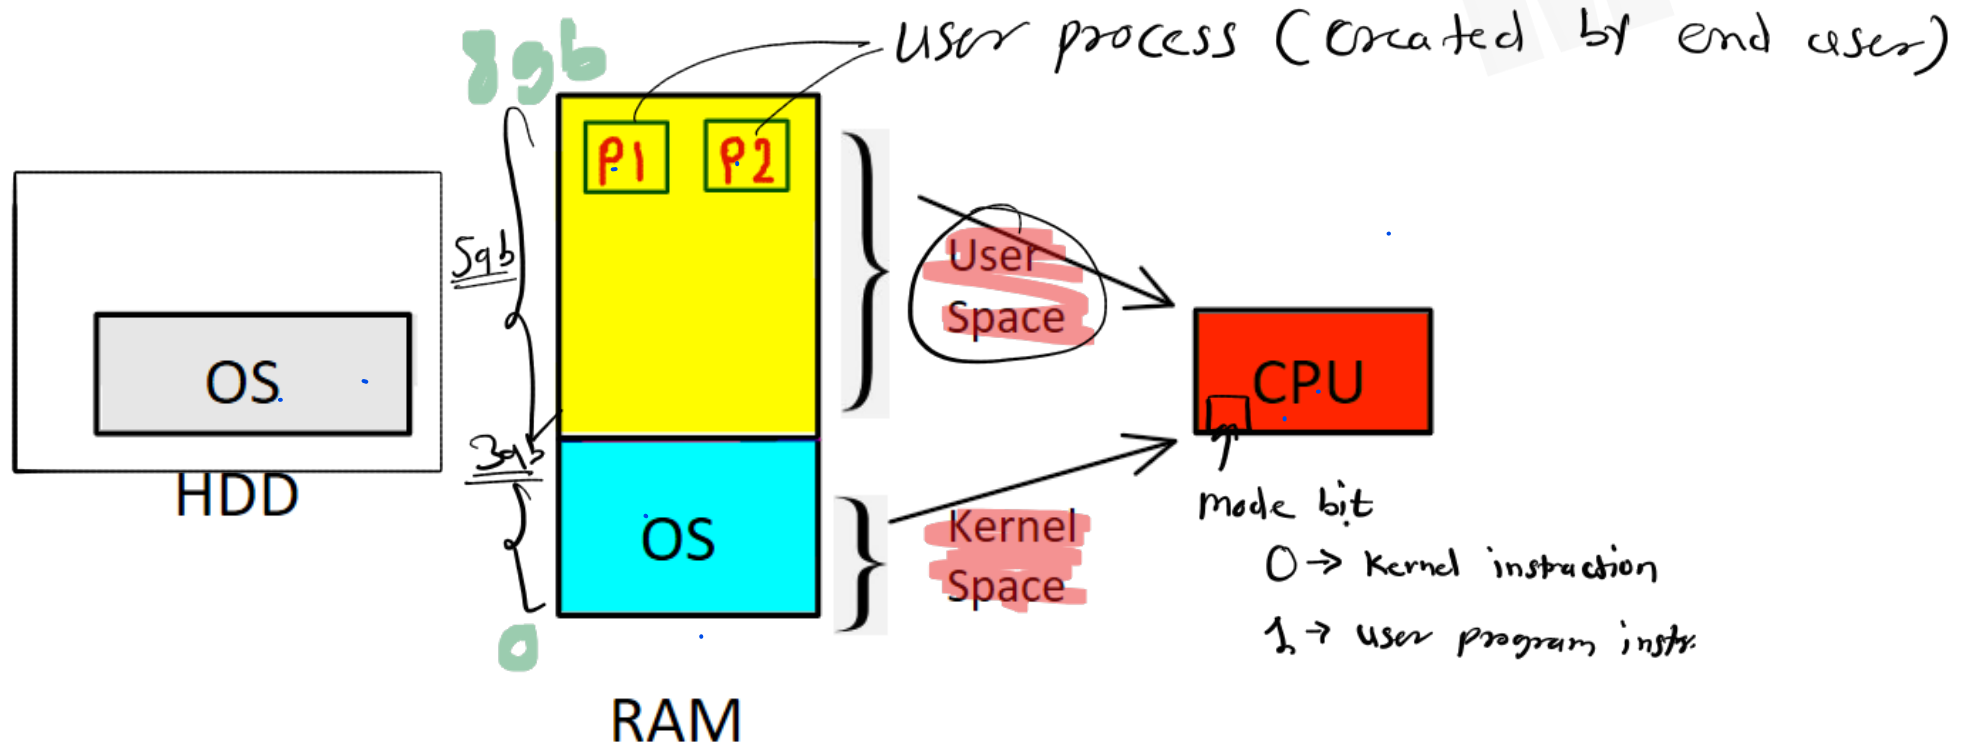 8gb
user process (created by end user)
P1
P2
5gb
User
Space
OS
CPU
HDD
3gb
OS
Kernel
Space
mode bit
0 → kernel instraction
1 → user program instr.
0
RAM